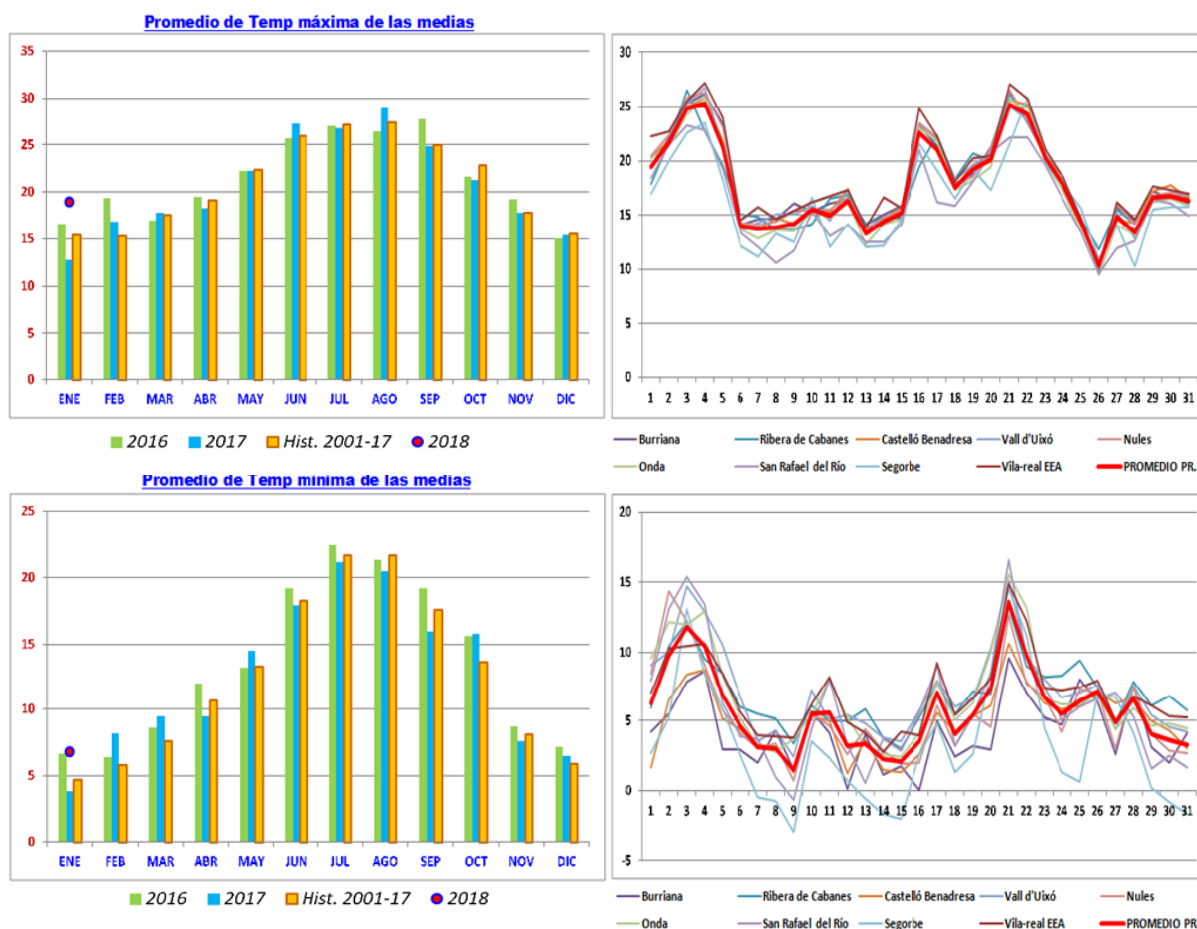 Promedio de Temp máxima de las medias
35
30
25
20
15
10
5
0
ENE FEB MAR ABR MAY JUN JUL AGO SEP OCT NOV DIC
2016 2017 Hist. 2001-17 2018
30
25
20
15
10
5
0
1 2 3 4 5 6 7 8 9 10 11 12 13 14 15 16 17 18 19 20 21 22 23 24 25 26 27 28 29 30 31
Burriana Ribera de Cabanes Castelló Benadresa Vall d'Uixó Nules
Onda San Rafael del Río Segorbe Vila-real EEA PROMEDIO PR.
Promedio de Temp mínima de las medias
25
20
15
10
5
0
ENE FEB MAR ABR MAY JUN JUL AGO SEP OCT NOV DIC
2016 2017 Hist. 2001-17 2018
20
15
10
5
0
1 2 3 4 5 6 7 8 9 10 11 12 13 14 15 16 17 18 19 20 21 22 23 24 25 26 27 28 29 30 31
-5
Burriana Ribera de Cabanes Castelló Benadresa Vall d'Uixó Nules
Onda San Rafael del Río Segorbe Vila-real EEA PROMEDIO PR.